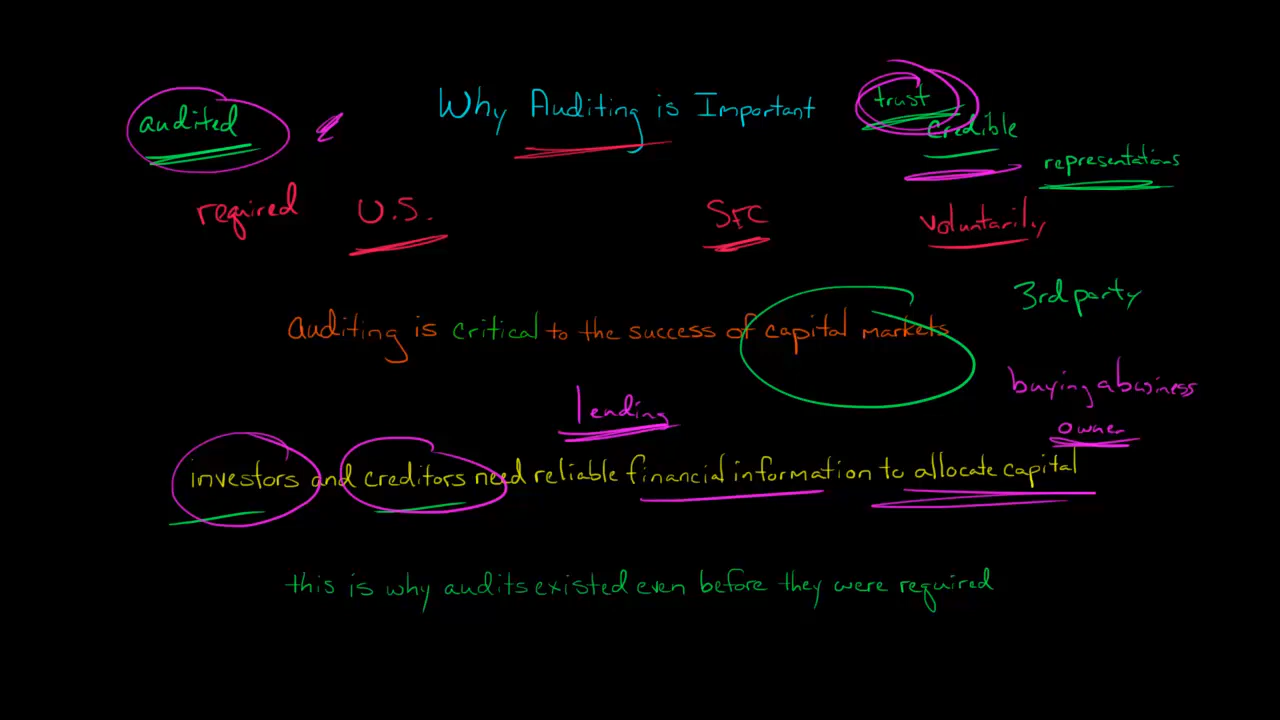 audited
Why Auditing is Important
trust
credible
representations
required
U.S.
SEC
voluntarily
3rd party
auditing is critical to the success of capital markets
buying a business
lending
owner
investors and creditors need reliable financial information to allocate capital
this is why audits existed even before they were required